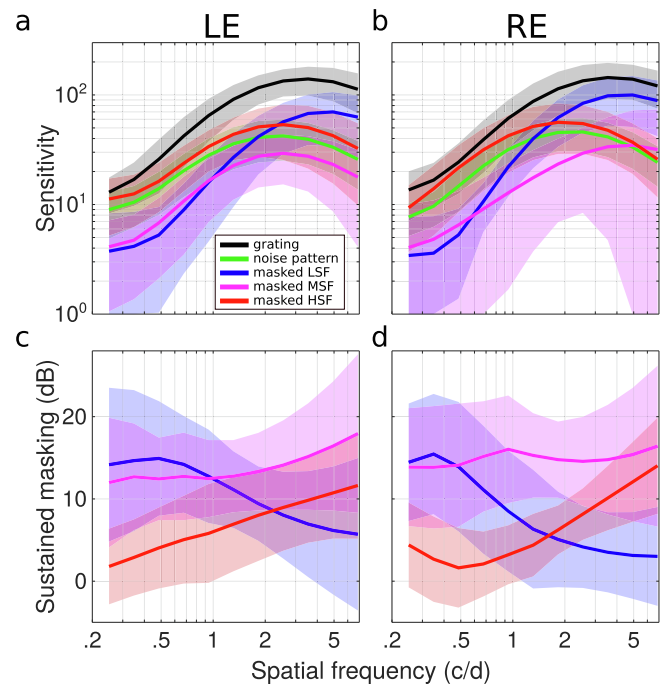 a
LE
b
RE
Sensitivity
10²
10¹
10⁰
grating
noise pattern
masked LSF
masked MSF
masked HSF
c
d
Sustained masking (dB)
20
10
0
.2
.5
1
2
5
.2
.5
1
2
5
Spatial frequency (c/d)